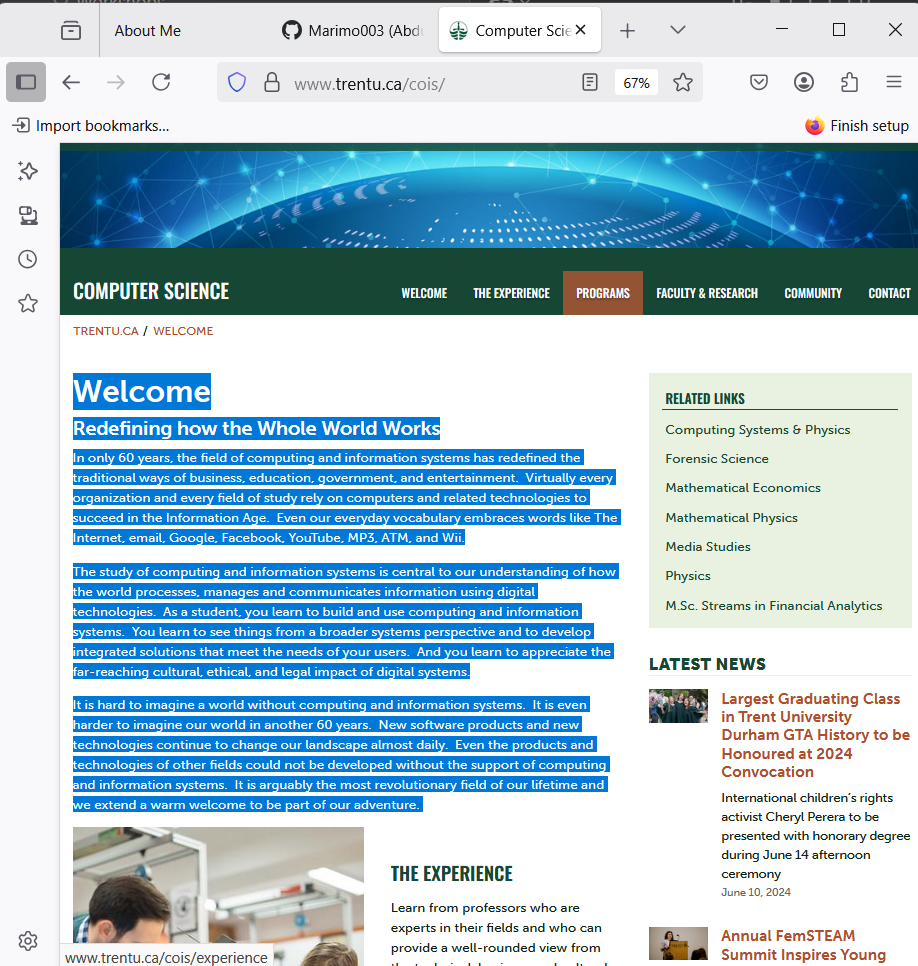 About Me
Marimo003 (Abd
Computer Scie
www.trentu.ca/cois/
67%
Import bookmarks...
Finish setup
COMPUTER SCIENCE
WELCOME
THE EXPERIENCE
PROGRAMS
FACULTY & RESEARCH
COMMUNITY
CONTACT
TRENTU.CA / WELCOME
Welcome
Redefining how the Whole World Works
In only 60 years, the field of computing and information systems has redefined the
traditional ways of business, education, government, and entertainment. Virtually every
organization and every field of study rely on computers and related technologies to
succeed in the Information Age. Even our everyday vocabulary embraces words like The
Internet, email, Google, Facebook, YouTube, MP3, ATM, and Wii.
The study of computing and information systems is central to our understanding of how
the world processes, manages and communicates information using digital
technologies. As a student, you learn to build and use computing and information
systems. You learn to see things from a broader systems perspective and to develop
integrated solutions that meet the needs of your users. And you learn to appreciate the
far-reaching cultural, ethical, and legal impact of digital systems.
It is hard to imagine a world without computing and information systems. It is even
harder to imagine our world in another 60 years. New software products and new
technologies continue to change our landscape almost daily. Even the products and
technologies of other fields could not be developed without the support of computing
and information systems. It is arguably the most revolutionary field of our lifetime and
we extend a warm welcome to be part of our adventure.
THE EXPERIENCE
Learn from professors who are
experts in their fields and who can
provide a well-rounded view from
www.trentu.ca/cois/experience
RELATED LINKS
Computing Systems & Physics
Forensic Science
Mathematical Economics
Mathematical Physics
Media Studies
Physics
M.Sc. Streams in Financial Analytics
LATEST NEWS
Largest Graduating Class
in Trent University
Durham GTA History to be
Honoured at 2024
Convocation
International children's rights
activist Cheryl Perera to be
presented with honorary degree
during June 14 afternoon
ceremony
June 10, 2024
Annual FemSTEAM
Summit Inspires Young